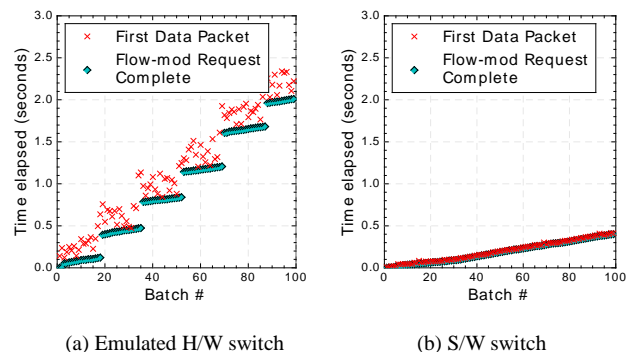 First Data Packet
Flow-mod Request
Complete
Time elapsed (seconds)
3.0
2.5
2.0
1.5
1.0
0.5
0.0
0 20 40 60 80 100
Batch #
(a) Emulated H/W switch
First Data Packet
Flow-mod Request
Complete
Time elapsed (seconds)
3.0
2.5
2.0
1.5
1.0
0.5
0.0
0 20 40 60 80 100
Batch #
(b) S/W switch